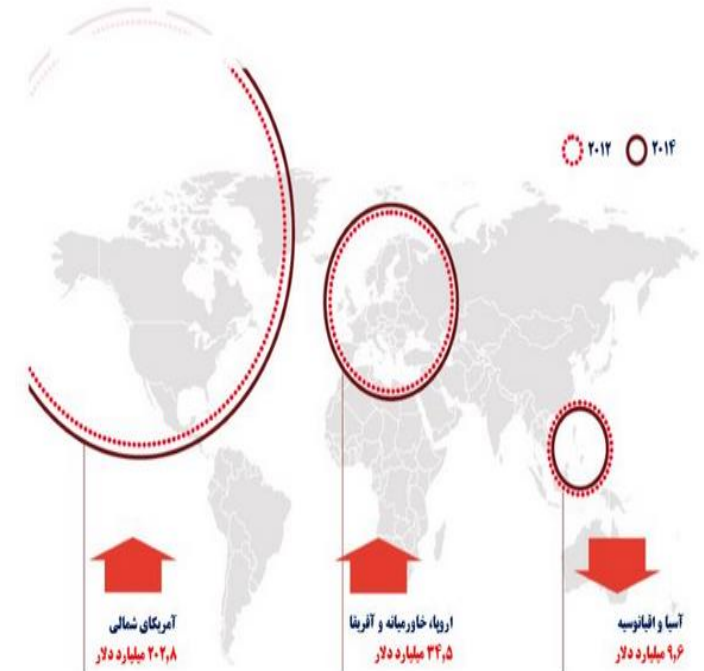 ۲۰۱۴ ۲۰۱۲
آمریکای شمالی
۲۰۲,۸ میلیارد دلار
اروپا، خاورمیانه و آفریقا
۳۴,۵ میلیارد دلار
آسیا و اقیانوسیه
۹,۶ میلیارد دلار